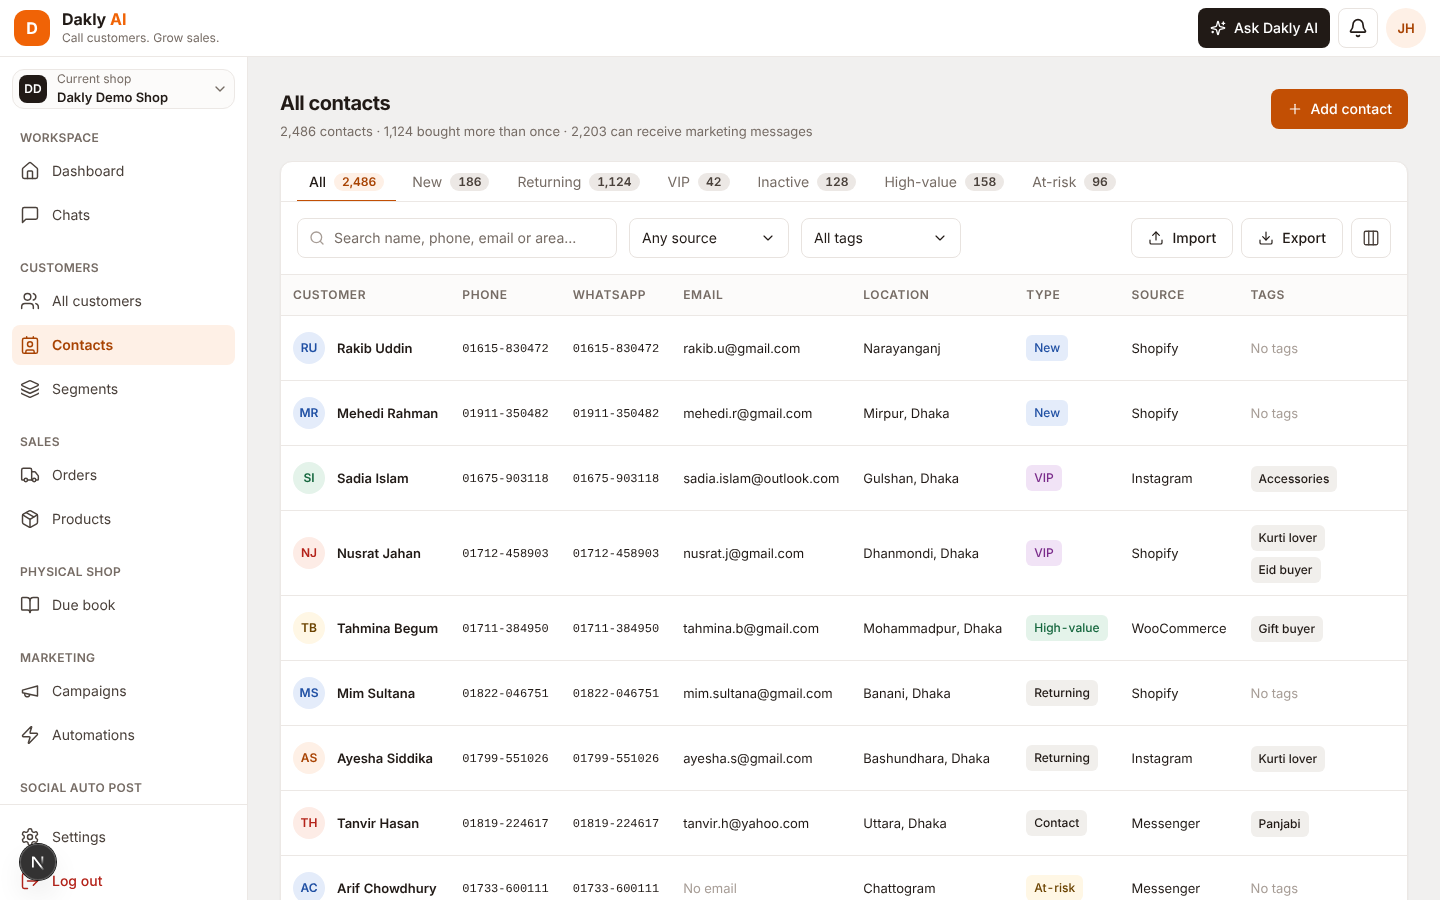 D
Dakly AI
Call customers. Grow sales.
Ask Dakly AI
JH
DD
Current shop
Dakly Demo Shop
WORKSPACE
Dashboard
Chats
CUSTOMERS
All customers
Contacts
Segments
SALES
Orders
Products
PHYSICAL SHOP
Due book
MARKETING
Campaigns
Automations
SOCIAL AUTO POST
Settings
N
Log out
All contacts
2,486 contacts · 1,124 bought more than once · 2,203 can receive marketing messages
+ Add contact
All 2,486 New 186 Returning 1,124 VIP 42 Inactive 128 High-value 158 At-risk 96
Search name, phone, email or area... Any source All tags Import Export
CUSTOMER PHONE WHATSAPP EMAIL LOCATION TYPE SOURCE TAGS
RU Rakib Uddin 01615-830472 01615-830472 rakib.u@gmail.com Narayanganj New Shopify No tags
MR Mehedi Rahman 01911-350482 01911-350482 mehedi.r@gmail.com Mirpur, Dhaka New Shopify No tags
SI Sadia Islam 01675-903118 01675-903118 sadia.islam@outlook.com Gulshan, Dhaka VIP Instagram Accessories
NJ Nusrat Jahan 01712-458903 01712-458903 nusrat.j@gmail.com Dhanmondi, Dhaka VIP Shopify Kurti lover
Eid buyer
TB Tahmina Begum 01711-384950 01711-384950 tahmina.b@gmail.com Mohammadpur, Dhaka High-value WooCommerce Gift buyer
MS Mim Sultana 01822-046751 01822-046751 mim.sultana@gmail.com Banani, Dhaka Returning Shopify No tags
AS Ayesha Siddika 01799-551026 01799-551026 ayesha.s@gmail.com Bashundhara, Dhaka Returning Instagram Kurti lover
TH Tanvir Hasan 01819-224617 01819-224617 tanvir.h@yahoo.com Uttara, Dhaka Contact Messenger Panjabi
AC Arif Chowdhury 01733-600111 01733-600111 No email Chattogram At-risk Messenger No tags